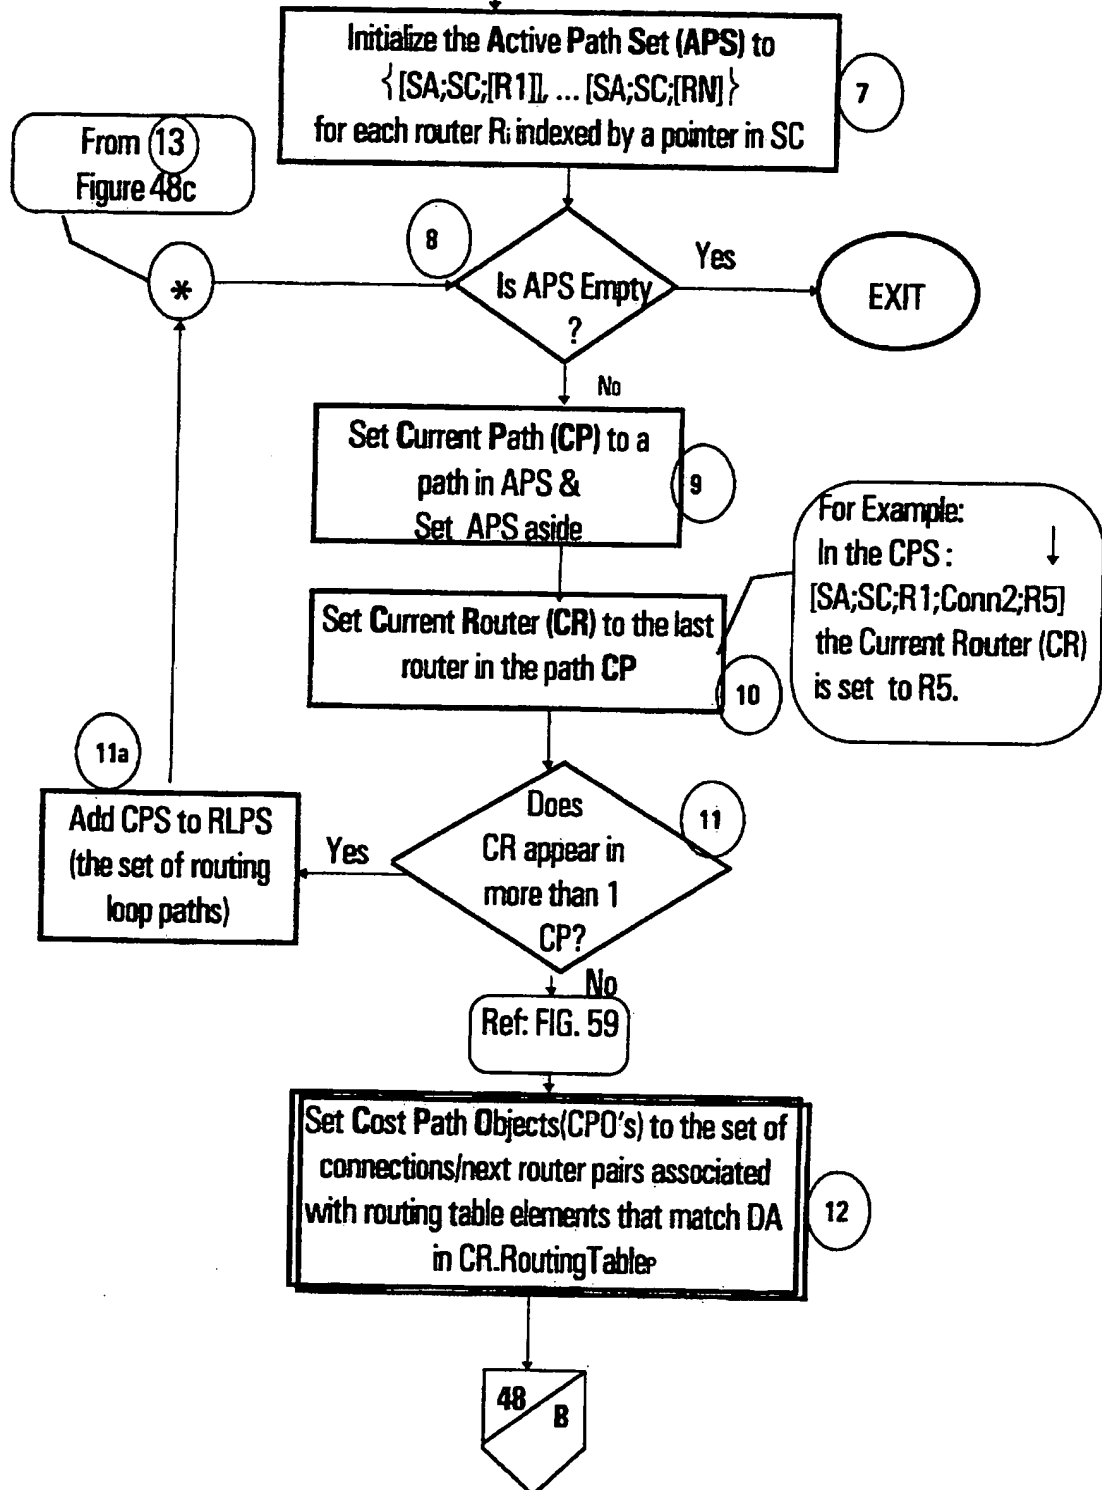 Initialize the Active Path Set (APS) to
{[SA;SC;[R1]], ... [SA;SC;[RN]}
for each router Ri indexed by a pointer in SC
7
From 13
Figure 48c
8
*
Is APS Empty
?
Yes
EXIT
No
Set Current Path (CP) to a
path in APS &
Set APS aside
9
For Example:
In the CPS :
[SA;SC;R1;Conn2;R5]
the Current Router (CR)
is set to R5.
Set Current Router (CR) to the last
router in the path CP
10
11a
Add CPS to RLPS
(the set of routing
loop paths)
Yes
Does
CR appear in
more than 1
CP?
11
No
Ref: FIG. 59
Set Cost Path Objects(CPO's) to the set of
connections/next router pairs associated
with routing table elements that match DA
in CR.RoutingTableP
12
48
B